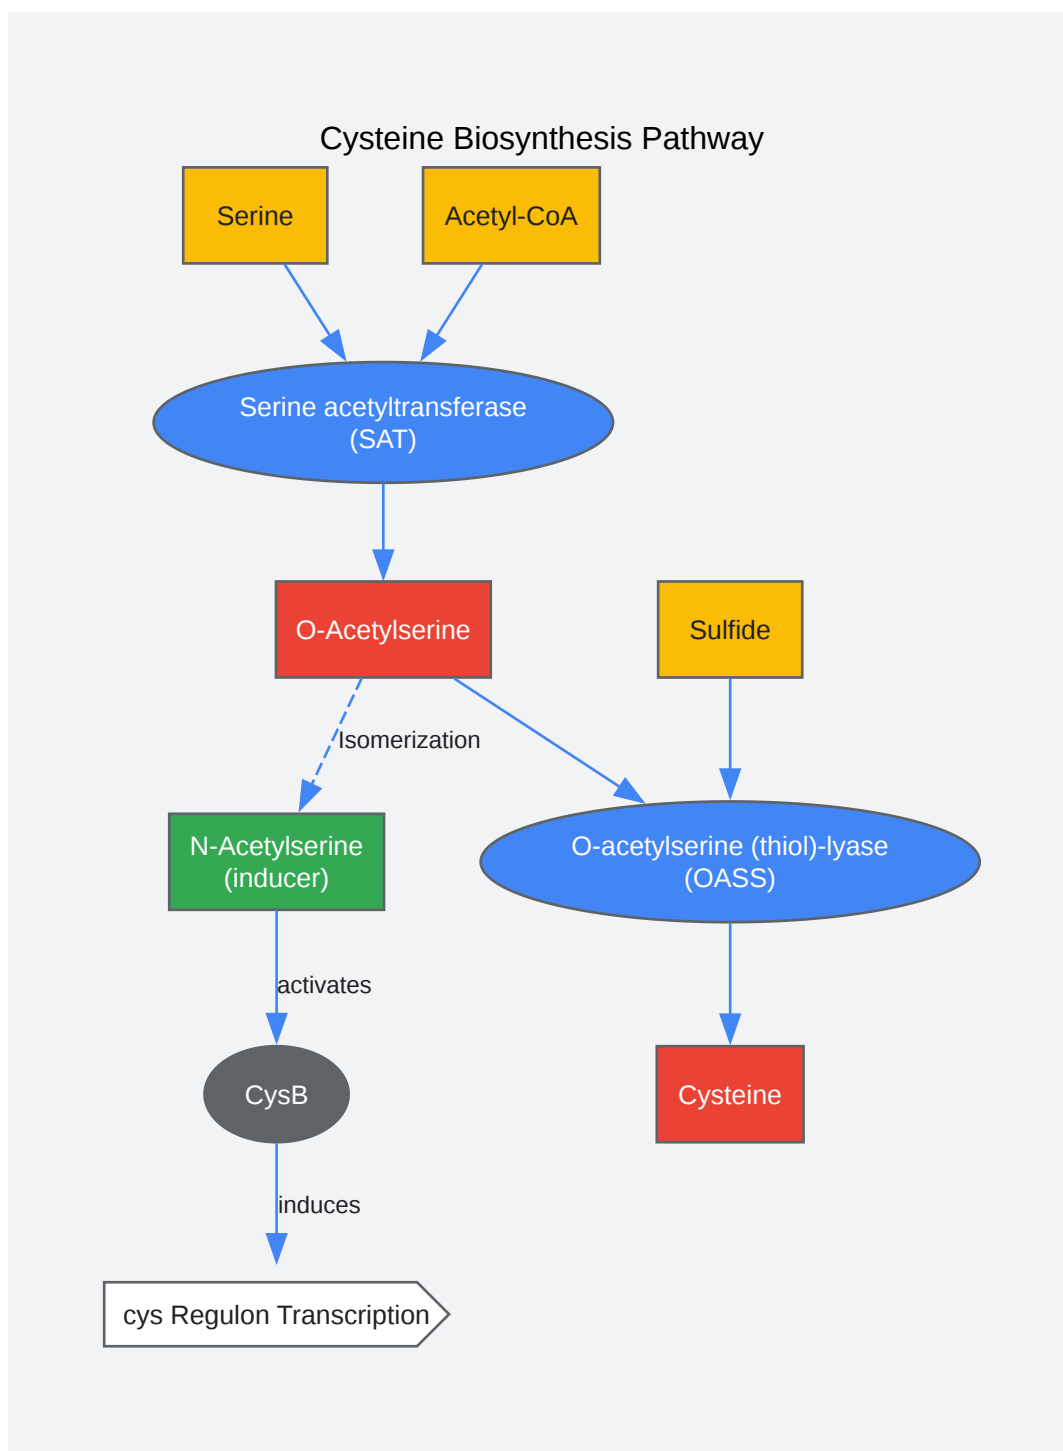 Cysteine Biosynthesis Pathway
Serine
Acetyl-CoA
Serine acetyltransferase
(SAT)
O-Acetylserine
Sulfide
Isomerization
N-Acetylserine
(inducer)
O-acetylserine (thiol)-lyase
(OASS)
activates
CysB
Cysteine
induces
cys Regulon Transcription